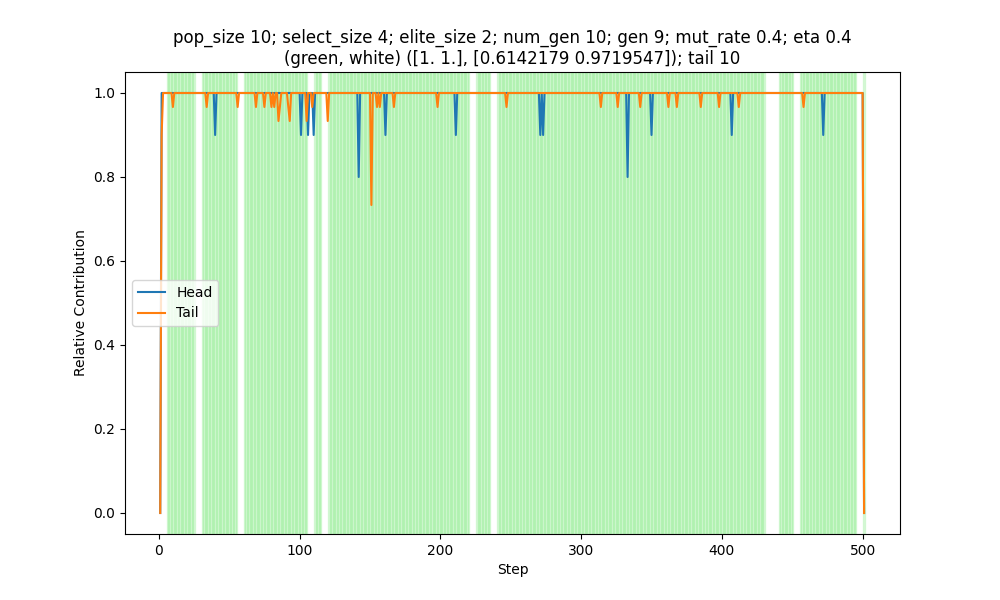 pop_size 10; select_size 4; elite_size 2; num_gen 10; gen 9; mut_rate 0.4; eta 0.4
(green, white) ([1. 1.], [0.6142179 0.9719547]); tail 10
1.0
0.8
0.6
0.4
0.2
0.0
Relative Contribution
Head
Tail
0
100
200
300
400
500
Step